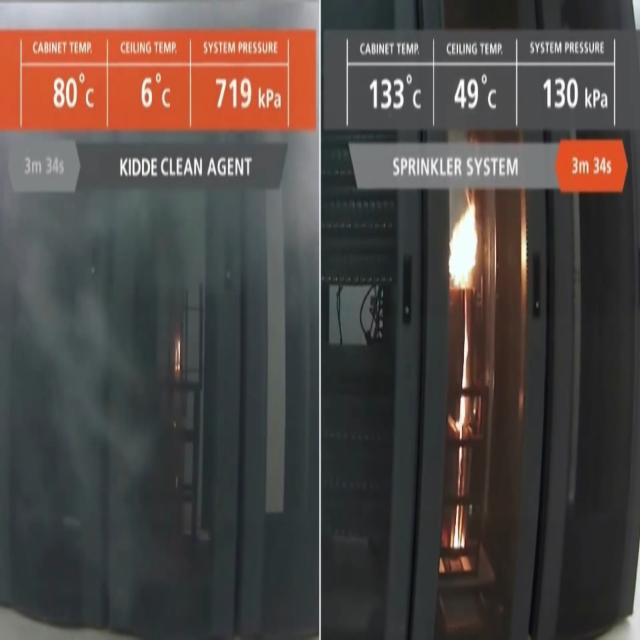 CABINET TEMP. CEILING TEMP. SYSTEM PRESSURE
80°C 6°C 719 kPa
3m 34s KIDDE CLEAN AGENT
CABINET TEMP. CEILING TEMP. SYSTEM PRESSURE
133°C 49°C 130 kPa
SPRINKLER SYSTEM 3m 34s